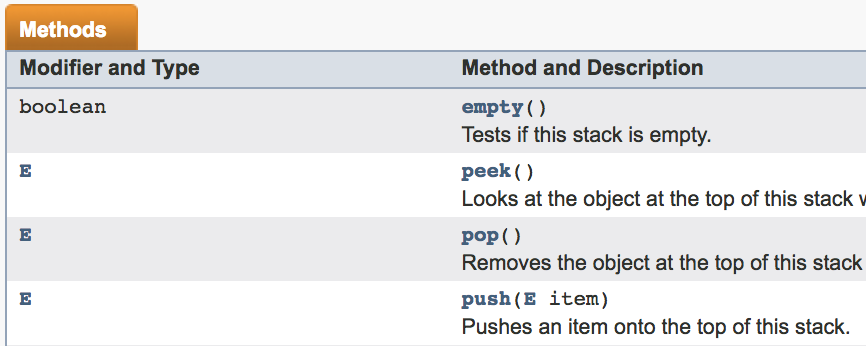 Methods
Modifier and Type Method and Description
boolean empty()
Tests if this stack is empty.
E peek()
Looks at the object at the top of this stack
E pop()
Removes the object at the top of this stack
E push(E item)
Pushes an item onto the top of this stack.